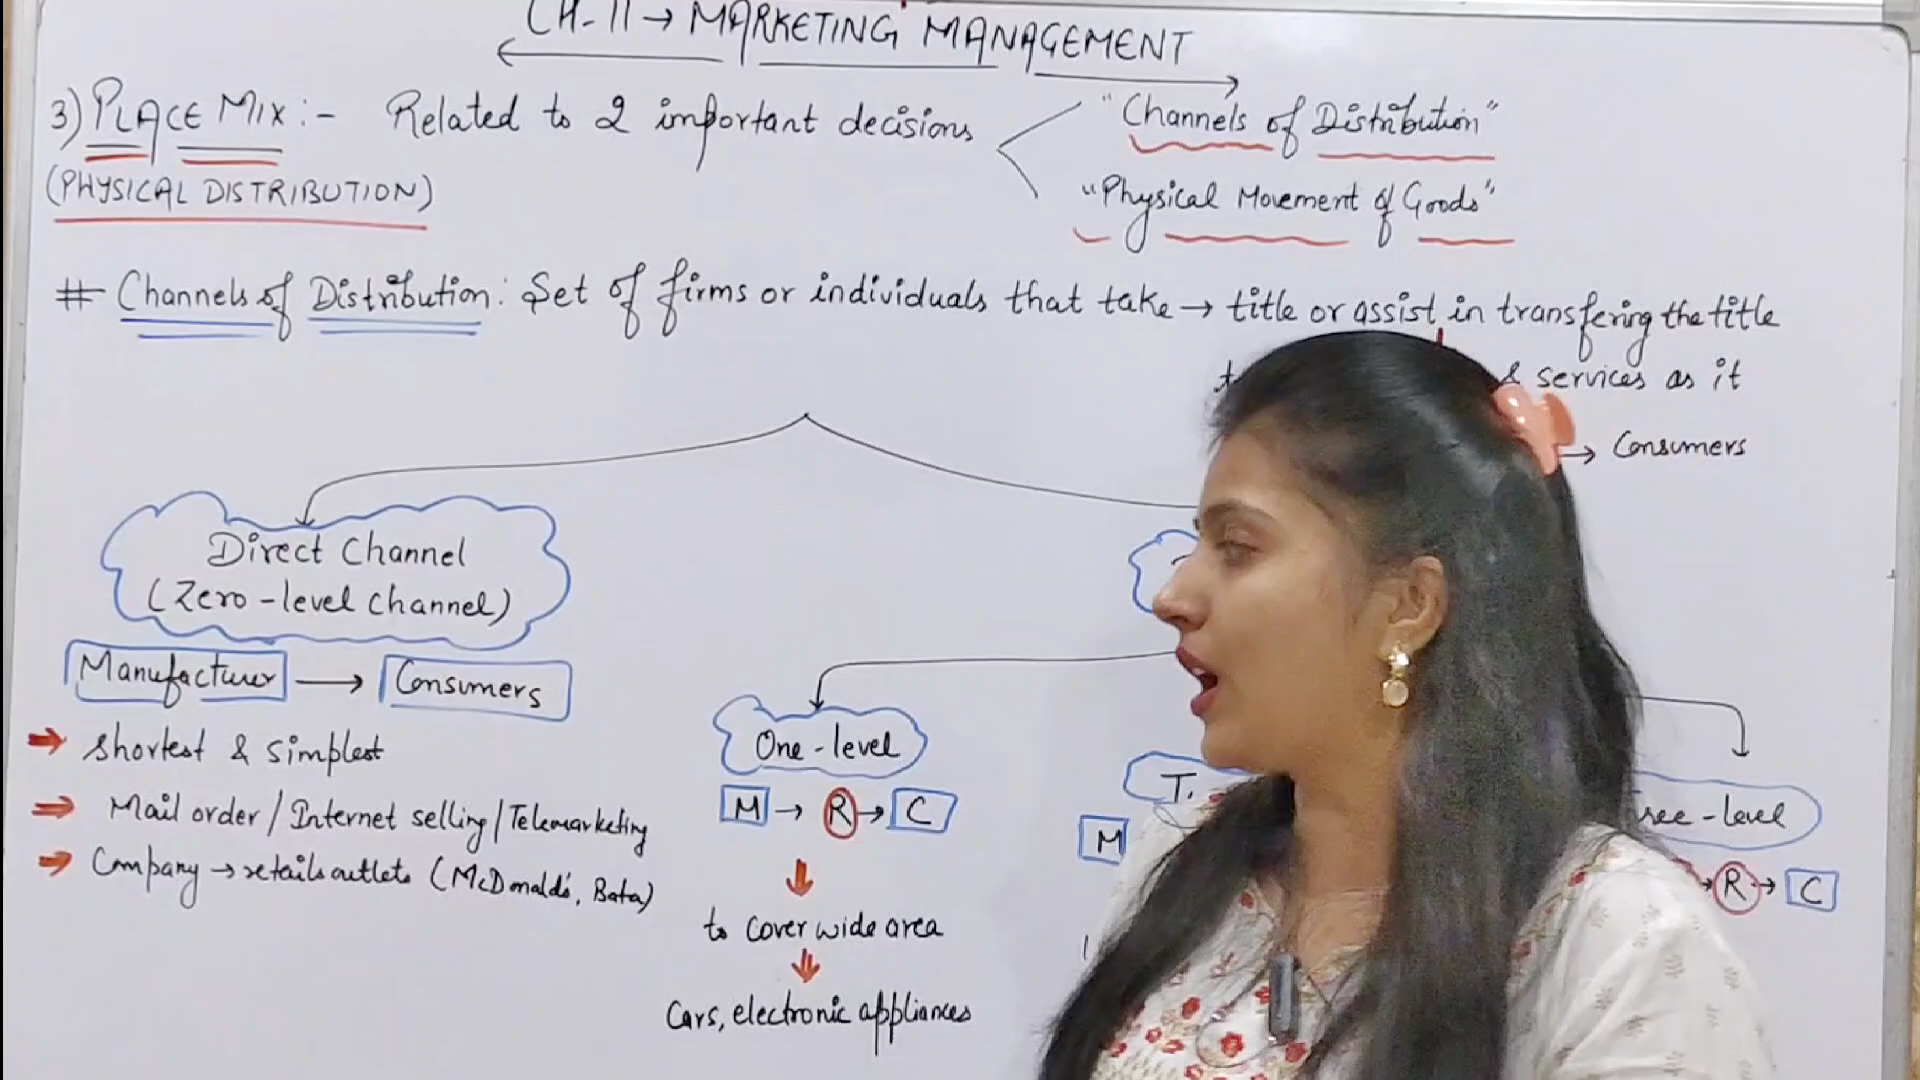 CH-11 → MARKETING MANAGEMENT
3) PLACE MIX :- Related to 2 important decisions
"Channels of Distribution"
"Physical Movement of Goods"
(PHYSICAL DISTRIBUTION)
# Channels of Distribution: Set of firms or individuals that take → title or assist in transfering the title
& services as it
→ Consumers
Direct Channel
(Zero-level channel)
Manufacturer → Consumers
⇒ shortest & simplest
⇒ Mail order/Internet selling/Telemarketing
⇒ Company → retails outlets (McDonald's, Bata)
One-level
M → R → C
to cover wide area
Cars, electronic appliances
M
-level
→ R → C